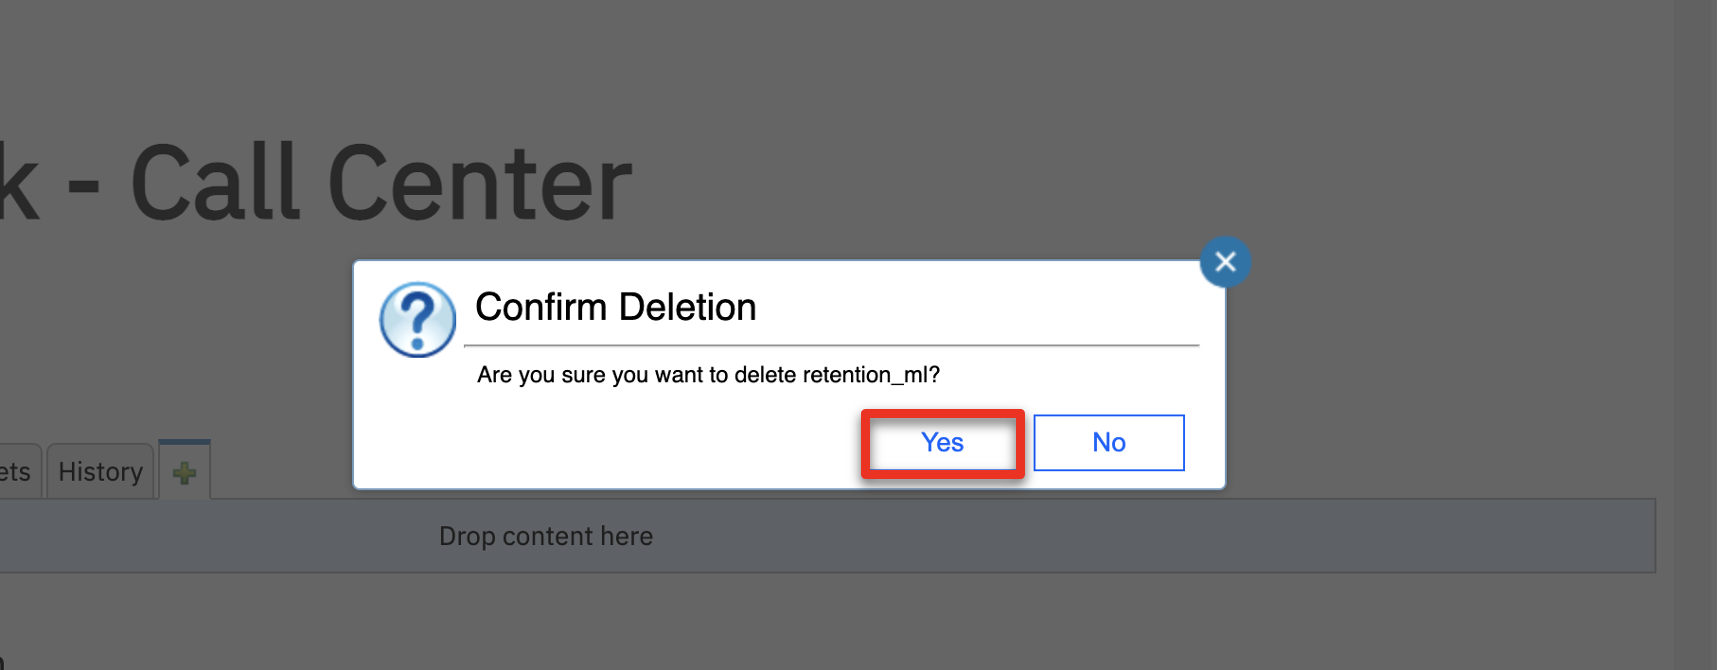 k - Call Center
Confirm Deletion
Are you sure you want to delete retention_ml?
Yes
No
ets
History
Drop content here